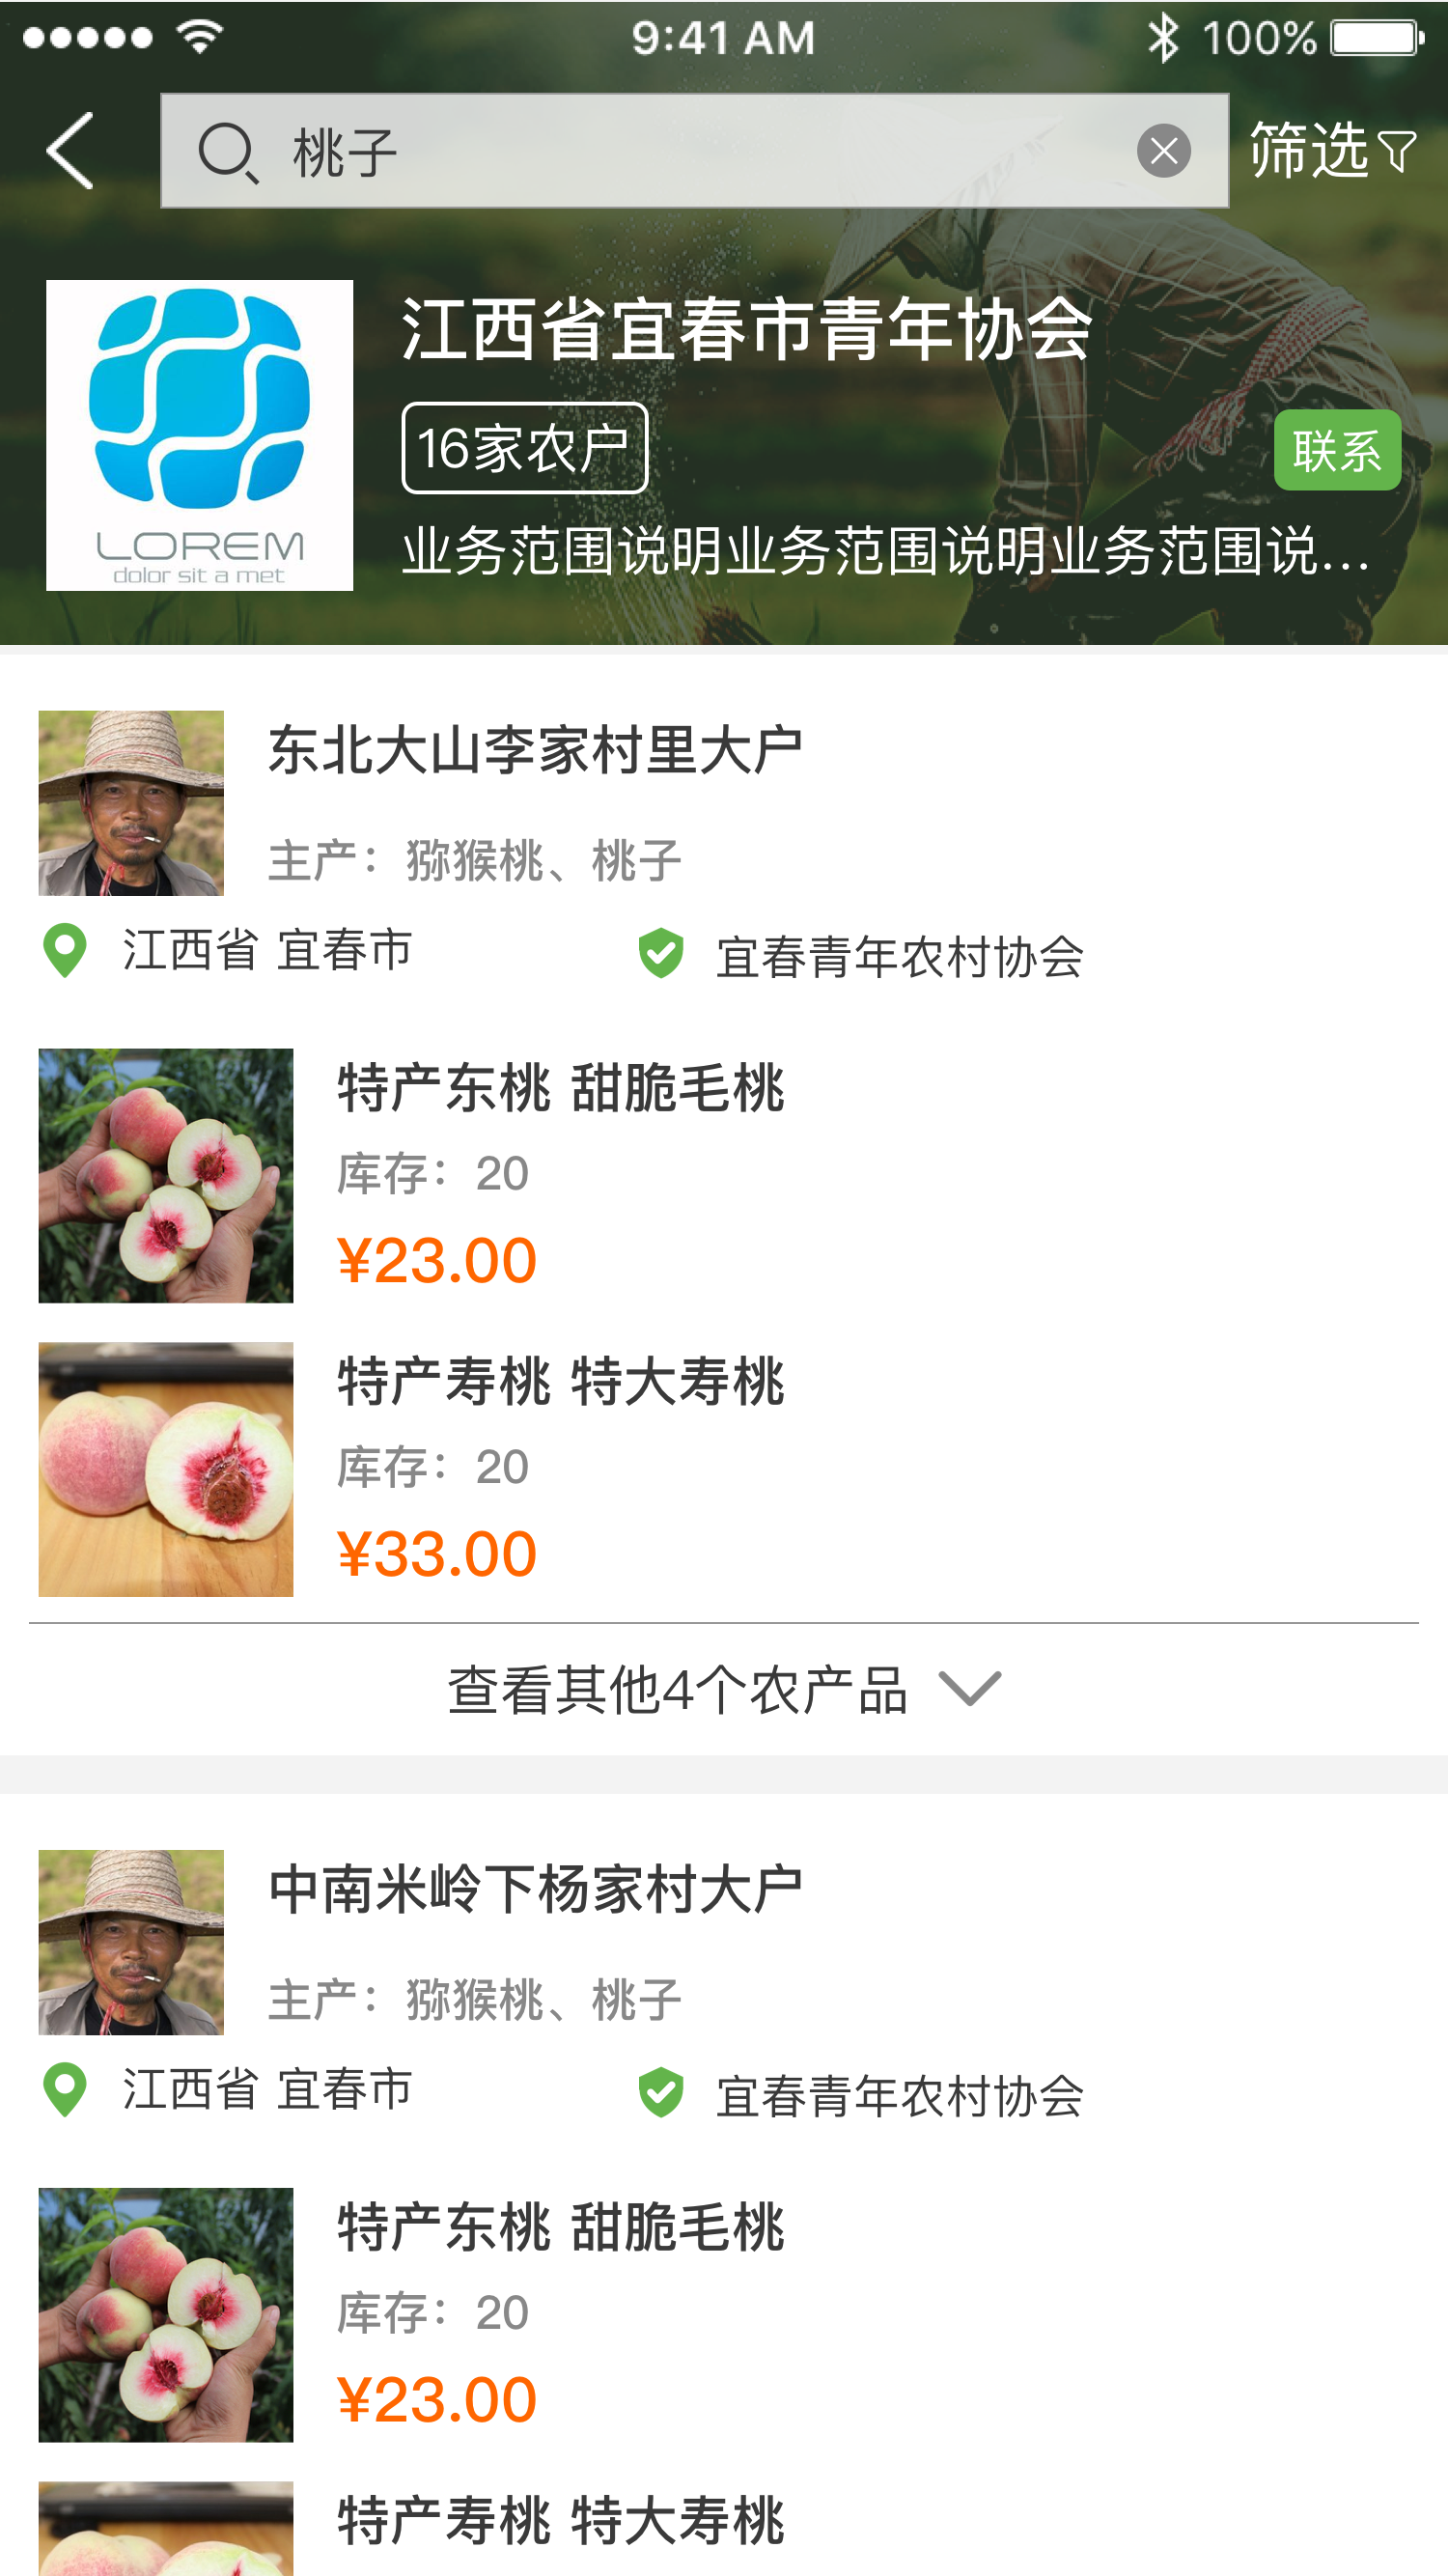 9:41 AM 100%
桃子 筛选
江西省宜春市青年协会
16家农户
联系
业务范围说明业务范围说明业务范围说...
LOREM
dolor sit a met
东北大山李家村里大户
主产：猕猴桃、桃子
江西省 宜春市 宜春青年农村协会
特产东桃 甜脆毛桃
库存：20
¥23.00
特产寿桃 特大寿桃
库存：20
¥33.00
查看其他4个农产品
中南米岭下杨家村大户
主产：猕猴桃、桃子
江西省 宜春市 宜春青年农村协会
特产东桃 甜脆毛桃
库存：20
¥23.00
特产寿桃 特大寿桃